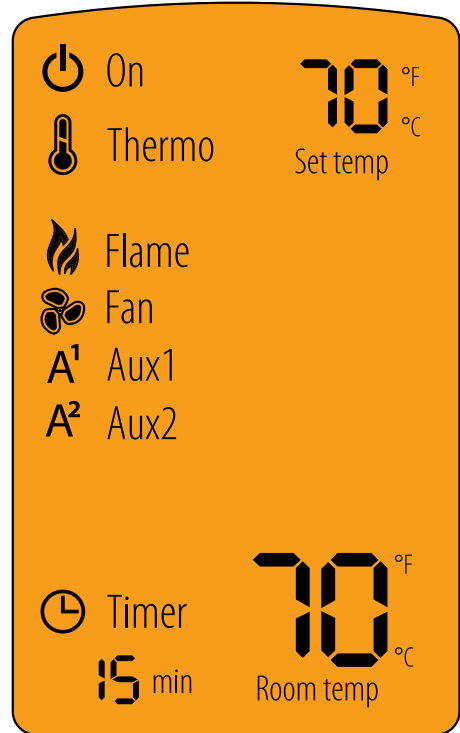 On
70 °F
°C
Thermo
Set temp
Flame
Fan
A¹ Aux1
A² Aux2
Timer
70 °F
°C
15 min
Room temp